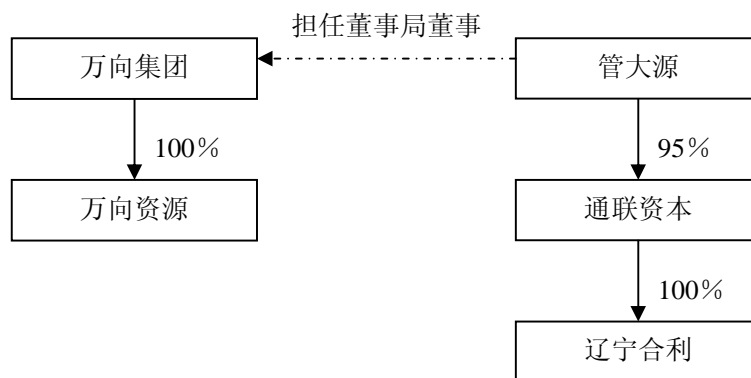 担任董事局董事
万向集团
管大源
100％
95％
万向资源
通联资本
100％
辽宁合利